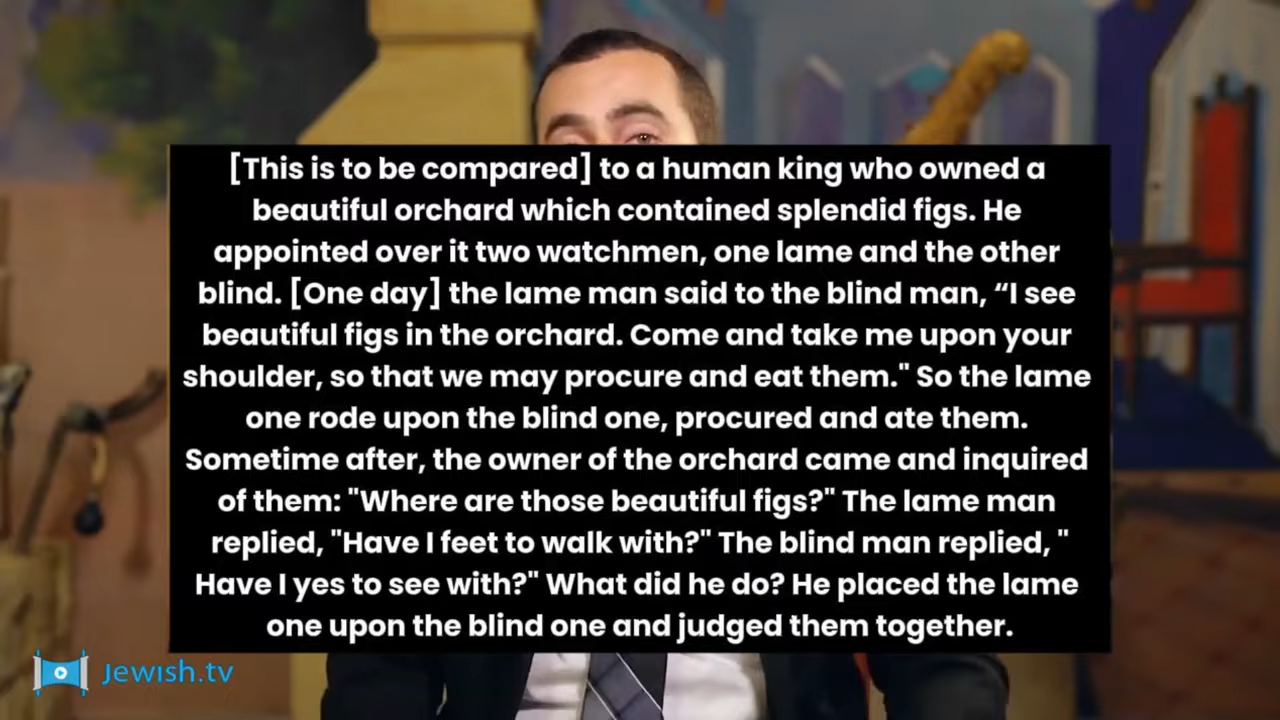 [This is to be compared] to a human king who owned a
beautiful orchard which contained splendid figs. He
appointed over it two watchmen, one lame and the other
blind. [One day] the lame man said to the blind man, “I see
beautiful figs in the orchard. Come and take me upon your
shoulder, so that we may procure and eat them." So the lame
one rode upon the blind one, procured and ate them.
Sometime after, the owner of the orchard came and inquired
of them: "Where are those beautiful figs?" The lame man
replied, "Have I feet to walk with?" The blind man replied, "
Have I yes to see with?" What did he do? He placed the lame
one upon the blind one and judged them together.
Jewish.tv